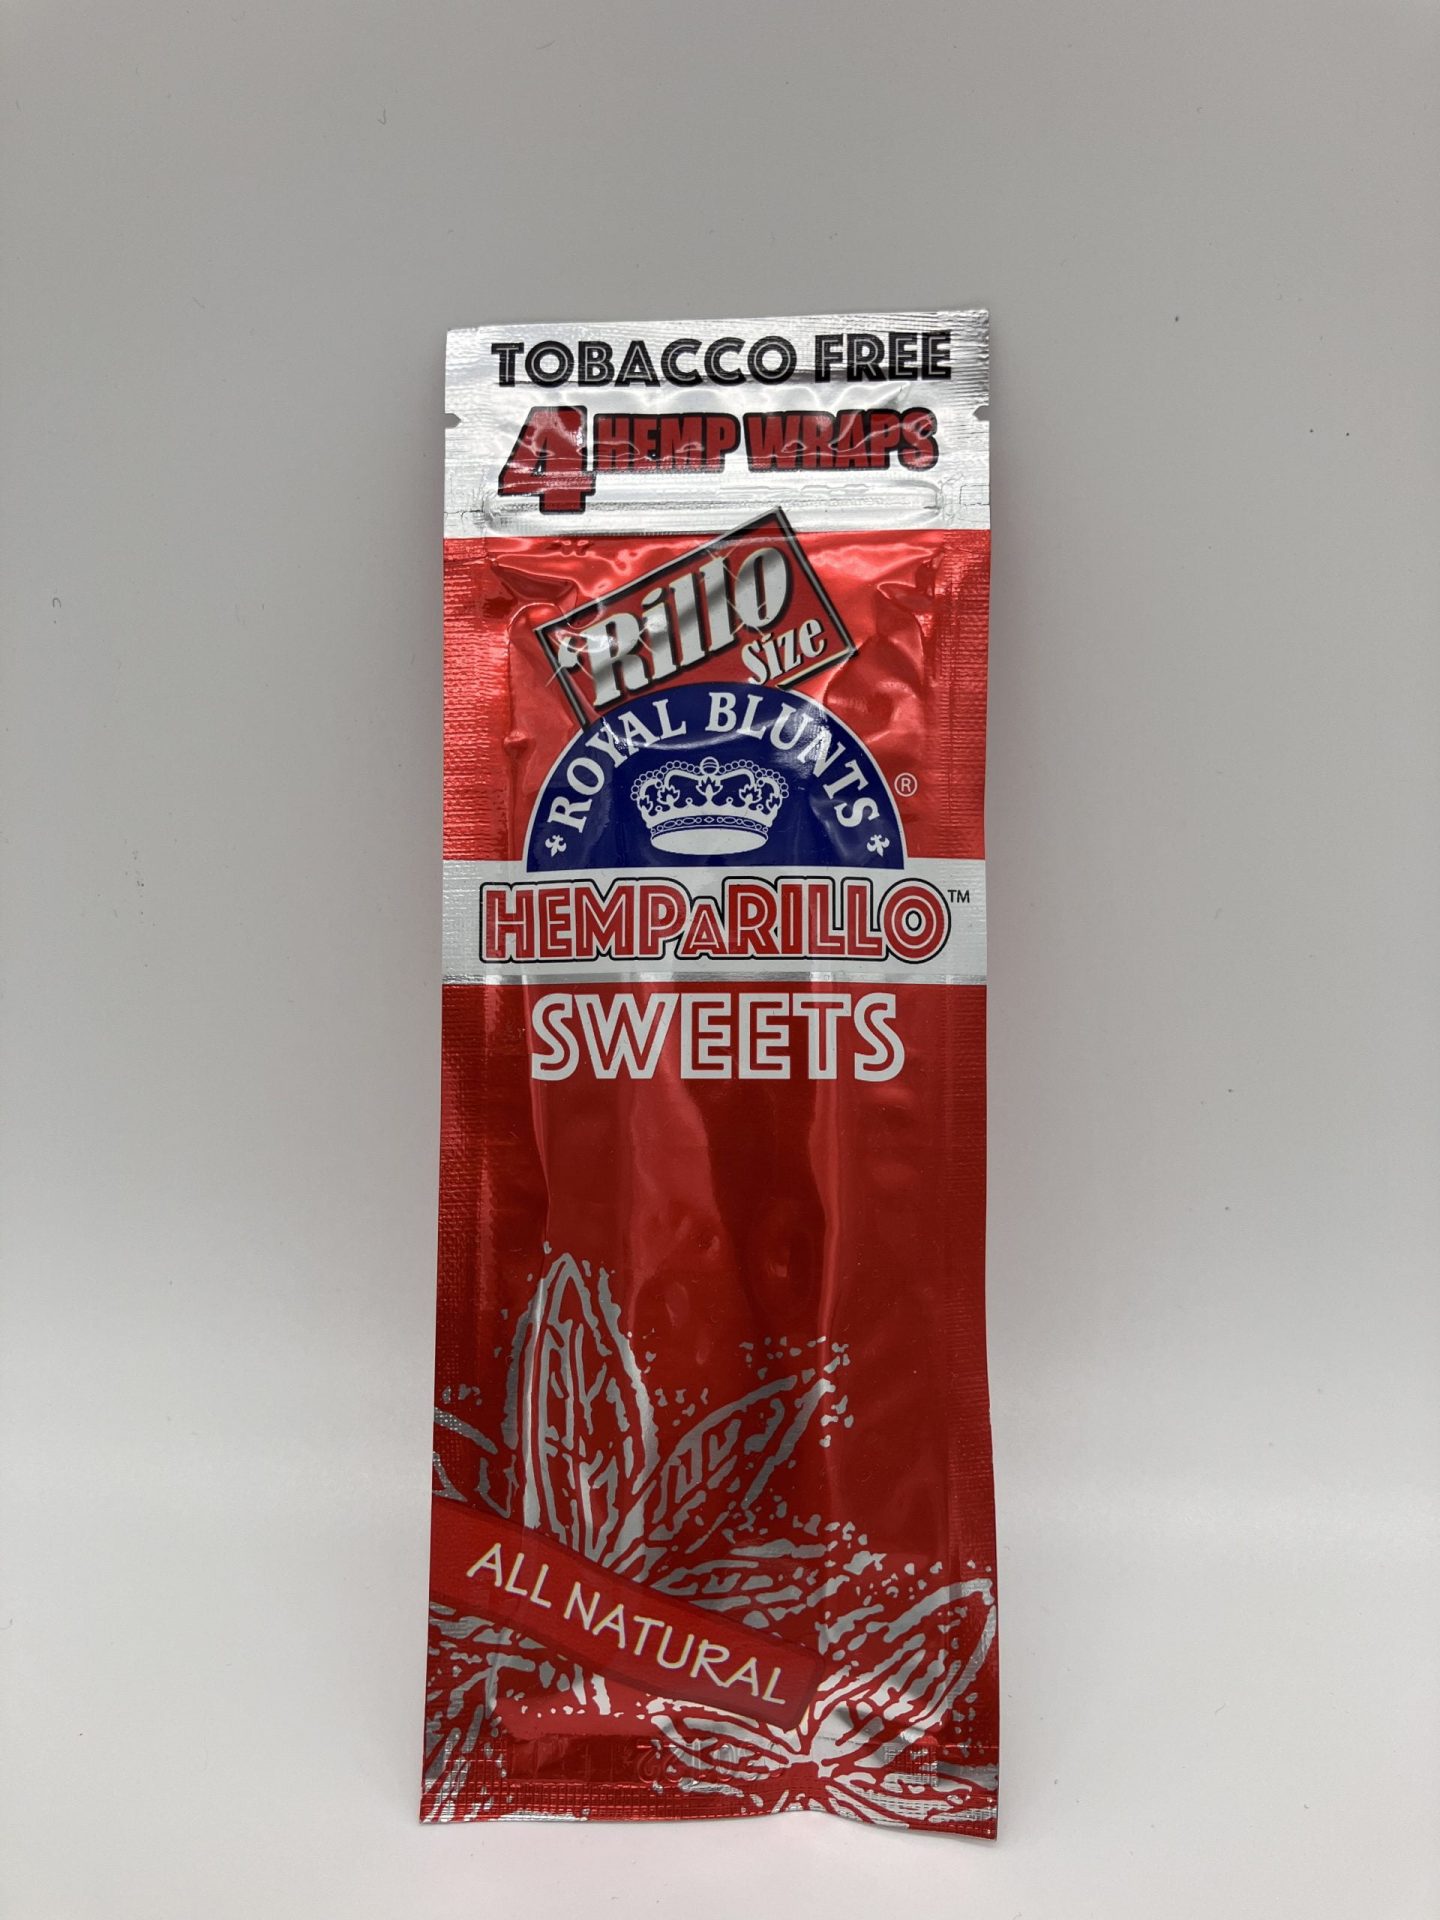 TOBACCO FREE
4 HEMP WRAPS
'Rillo
Size
ROYAL BLUNTS
®
HEMPARILLO™
SWEETS
ALL NATURAL